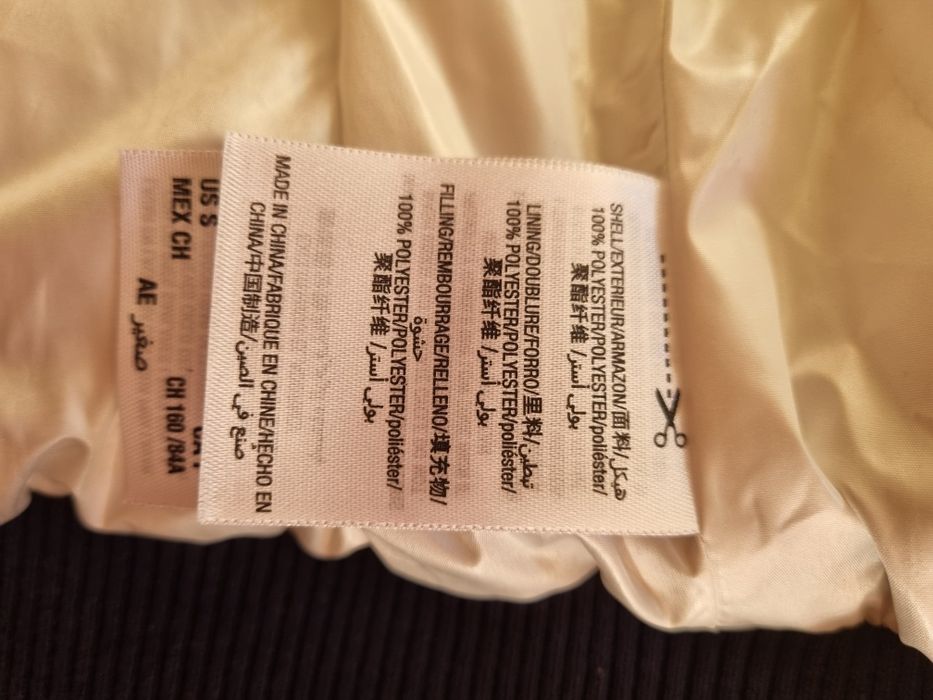 SHELL/EXTERIEUR/ARMAZON/面料/هيكل
100% POLYESTER/POLYESTER/poliéster/
聚酯纤维 /بولي أستر
LINING/DOUBLURE/FORRO/里料/تبطين
100% POLYESTER/POLYESTER/poliéster/
聚酯纤维 /بولي أستر
FILLING/REMBOURRAGE/RELLENO/填充物/
حشوة
100% POLYESTER/POLYESTER/poliéster/
聚酯纤维 /بولي أستر
MADE IN CHINA/FABRIQUE EN CHINE/HECHO EN
CHINA/中国制造/صنع في الصين
US S
MEX CH
CH 160 /84A
AE صغير